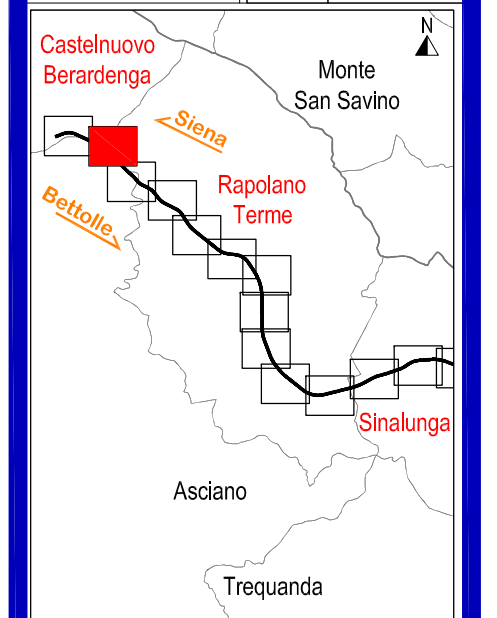 N
Castelnuovo
Berardenga
Monte
San Savino
Siena
Rapolano
Terme
Bettolle
Sinalunga
Asciano
Trequanda